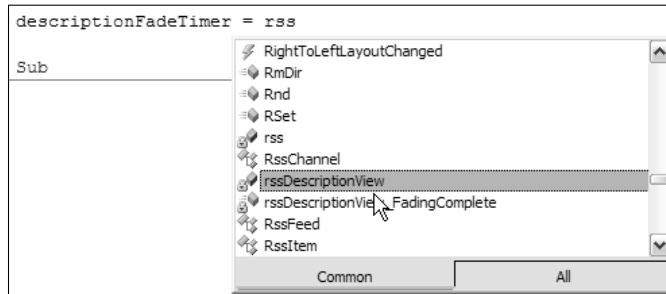 descriptionFadeTimer = rss
Sub
RightToLeftLayoutChanged
RmDir
Rnd
RSet
rss
RssChannel
rssDescriptionView
rssDescriptionView_FadingComplete
RssFeed
RssItem
Common
All